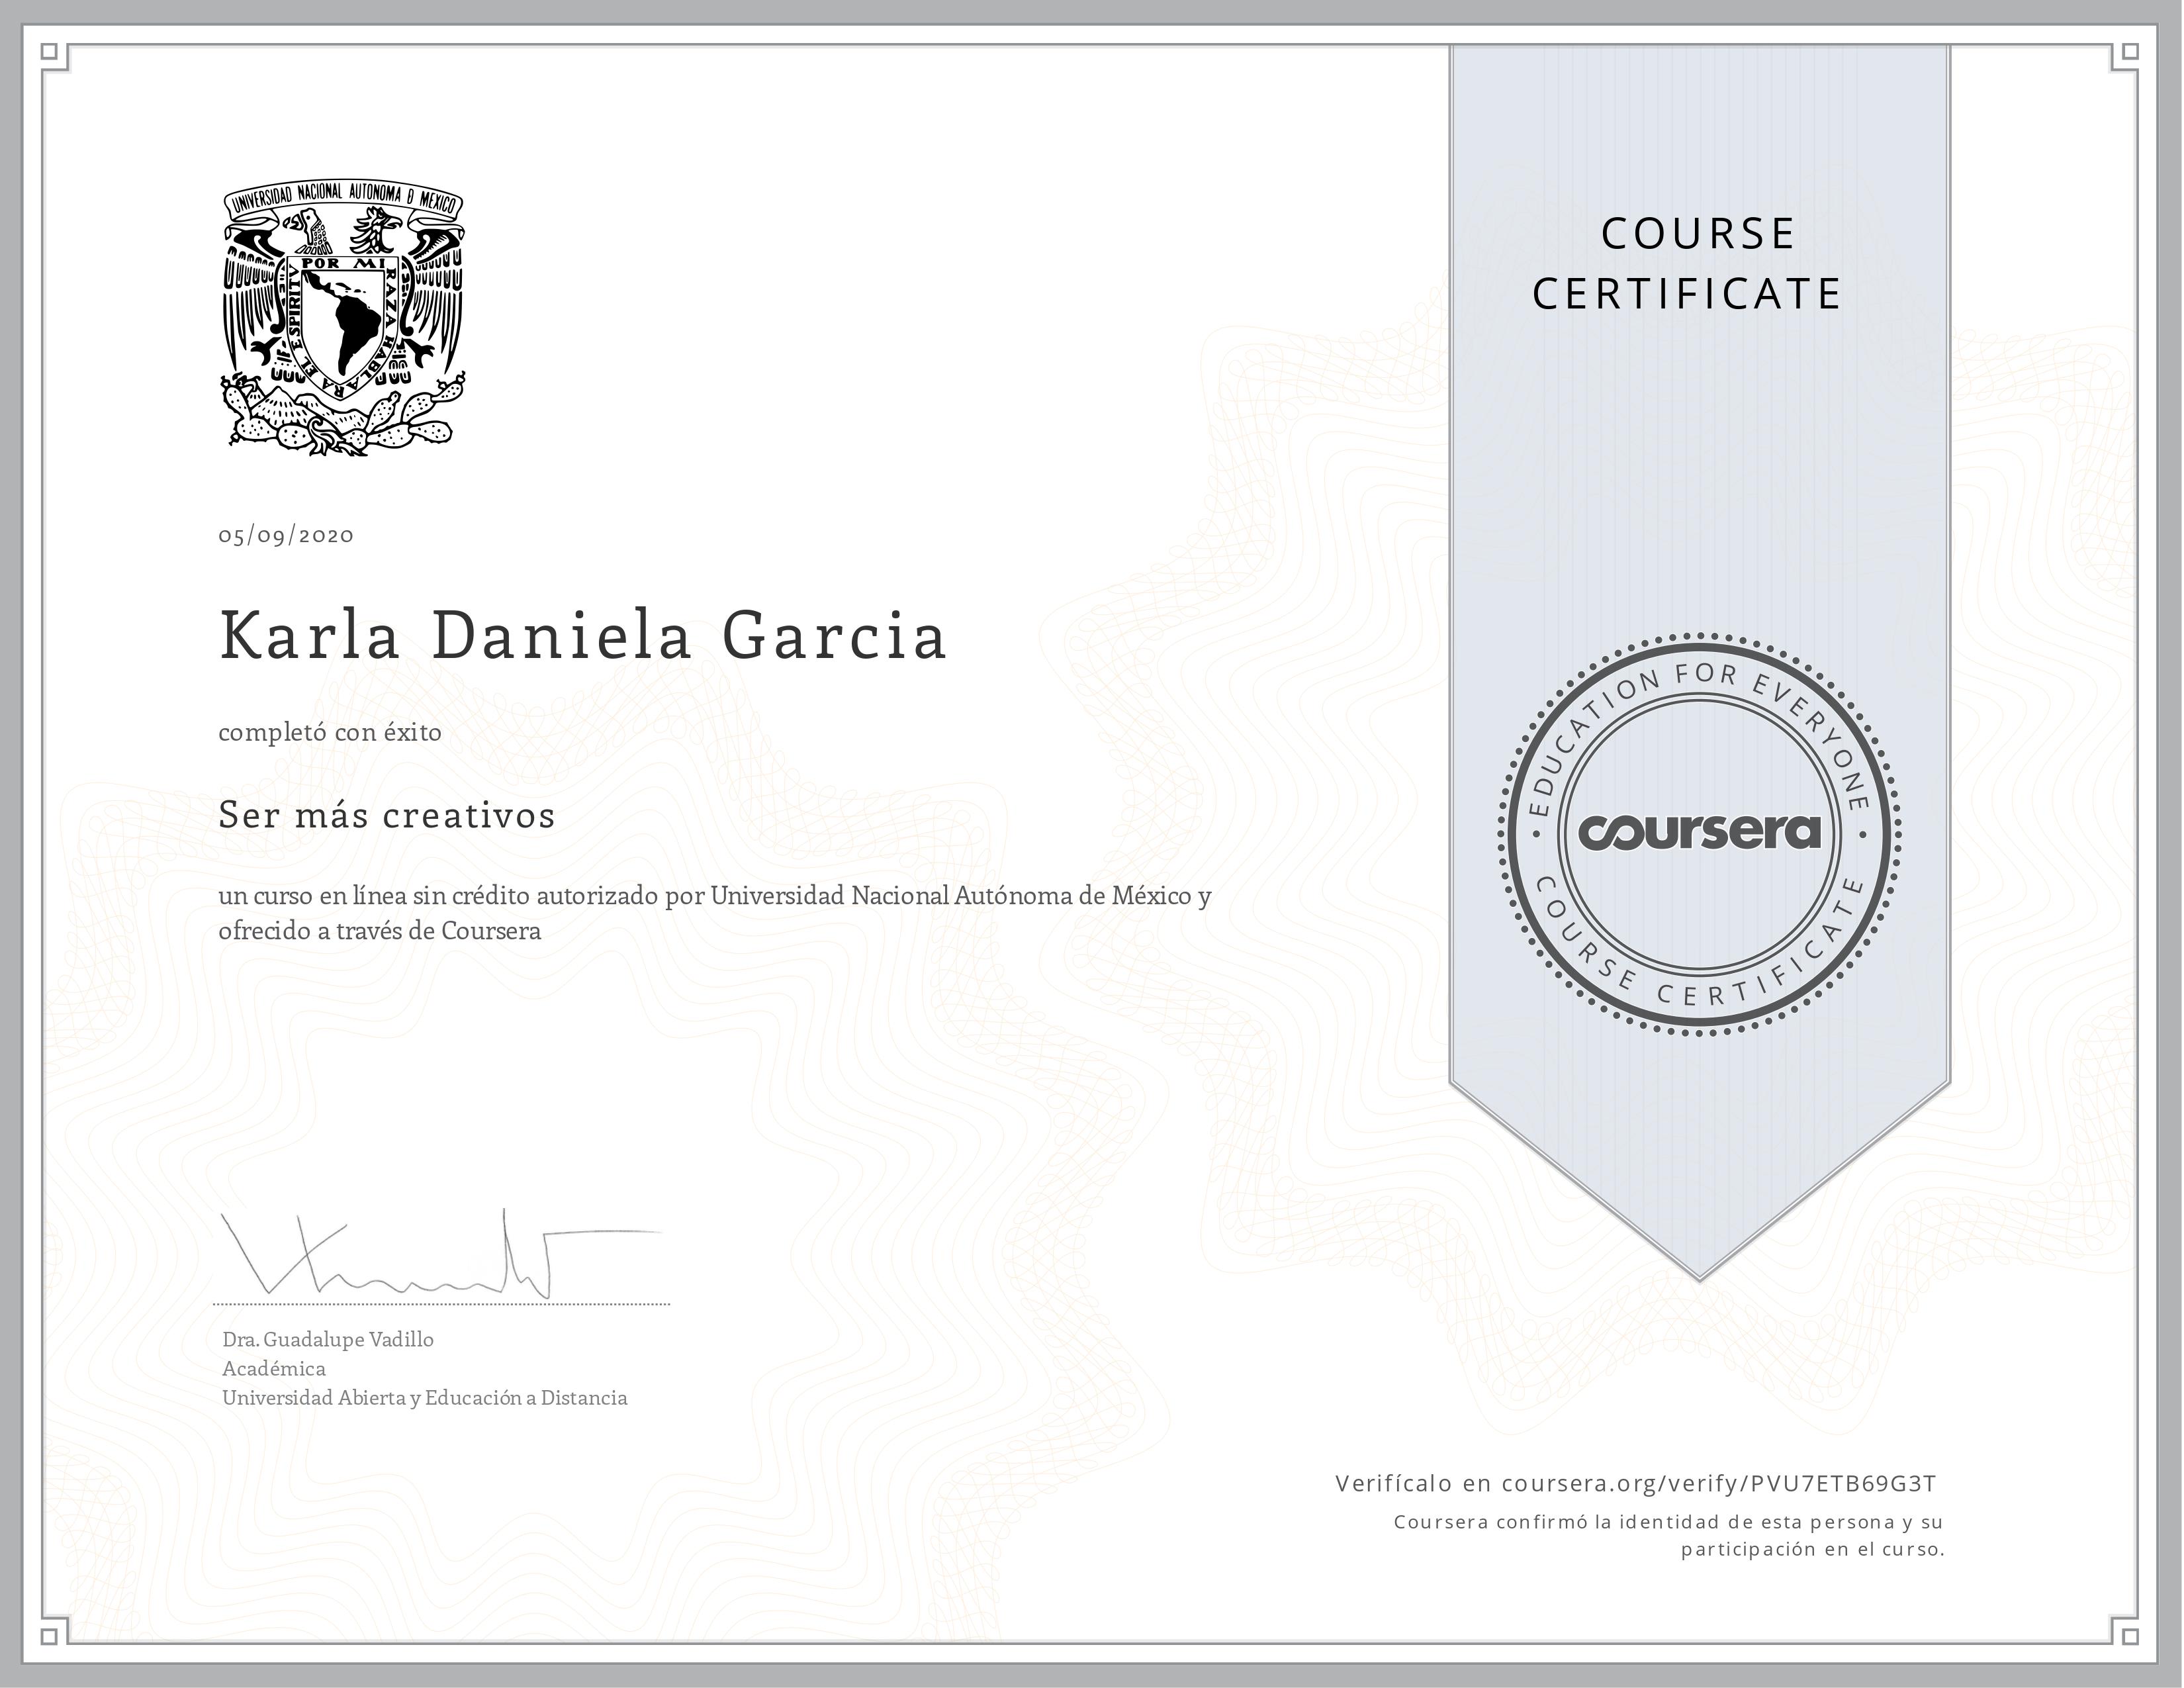 UNIVERSIDAD NACIONAL AUTONOMA D MEXICO
POR MI RAZA HABLARA EL ESPIRITV
COURSE
CERTIFICATE
05/09/2020
Karla Daniela Garcia
completó con éxito
Ser más creativos
un curso en línea sin crédito autorizado por Universidad Nacional Autónoma de México y
ofrecido a través de Coursera
EDUCATION FOR EVERYONE
coursera
COURSE CERTIFICATE
Dra. Guadalupe Vadillo
Académica
Universidad Abierta y Educación a Distancia
Verifícalo en coursera.org/verify/PVU7ETB69G3T
Coursera confirmó la identidad de esta persona y su
participación en el curso.